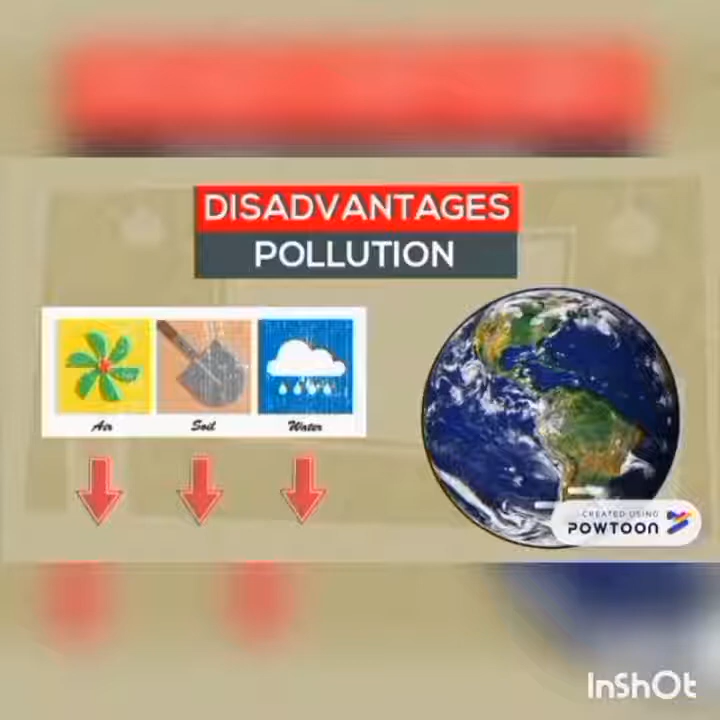 DISADVANTAGES
POLLUTION
Air Soil Water
CREATED USING
POWTOON
InShOt